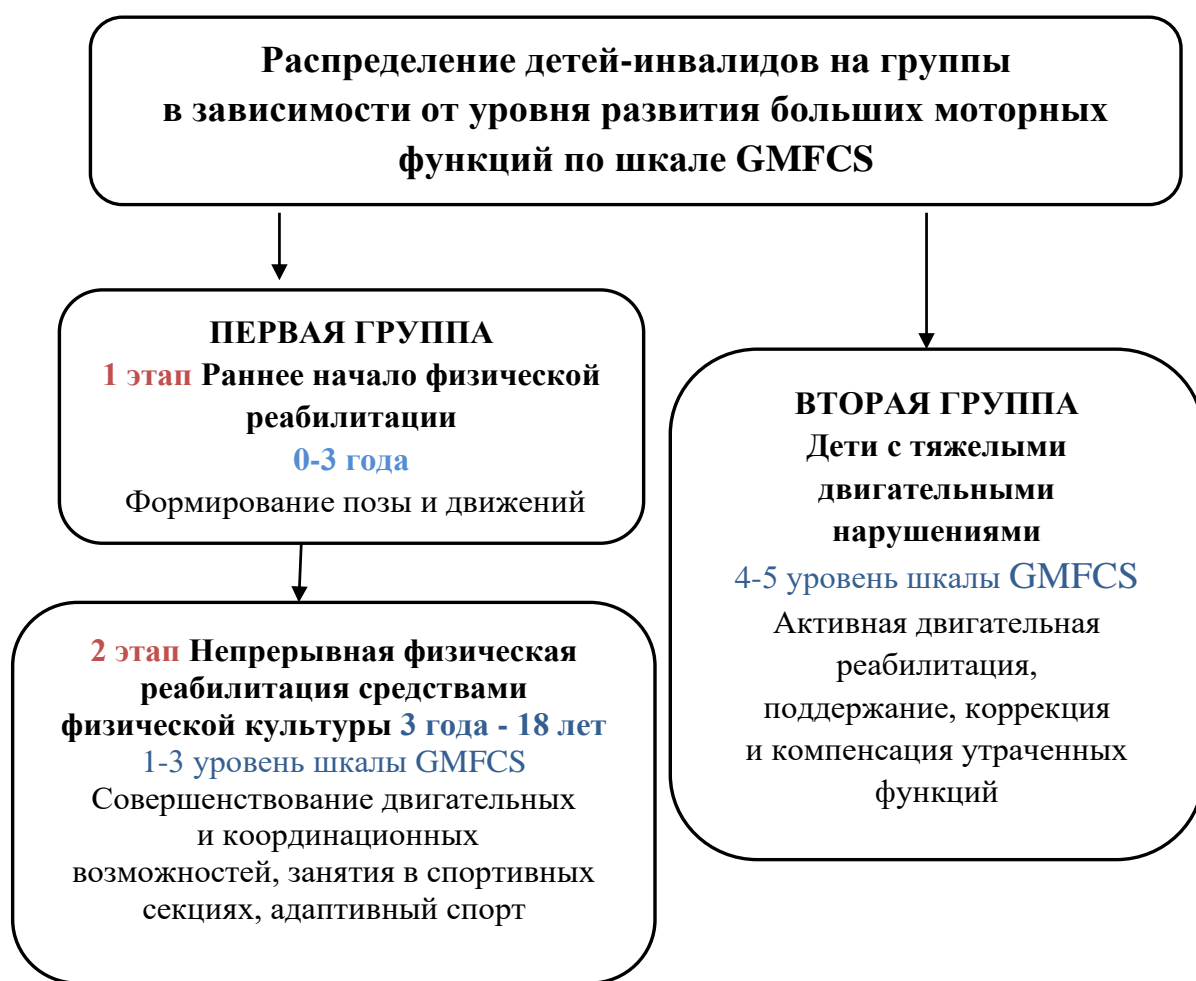 Распределение детей-инвалидов на группы
в зависимости от уровня развития больших моторных
функций по шкале GMFCS
ПЕРВАЯ ГРУППА
1 этап Раннее начало физической
реабилитации
0-3 года
Формирование позы и движений
2 этап Непрерывная физическая
реабилитация средствами
физической культуры 3 года - 18 лет
1-3 уровень шкалы GMFCS
Совершенствование двигательных
и координационных
возможностей, занятия в спортивных
секциях, адаптивный спорт
ВТОРАЯ ГРУППА
Дети с тяжелыми
двигательными
нарушениями
4-5 уровень шкалы GMFCS
Активная двигательная
реабилитация,
поддержание, коррекция
и компенсация утраченных
функций